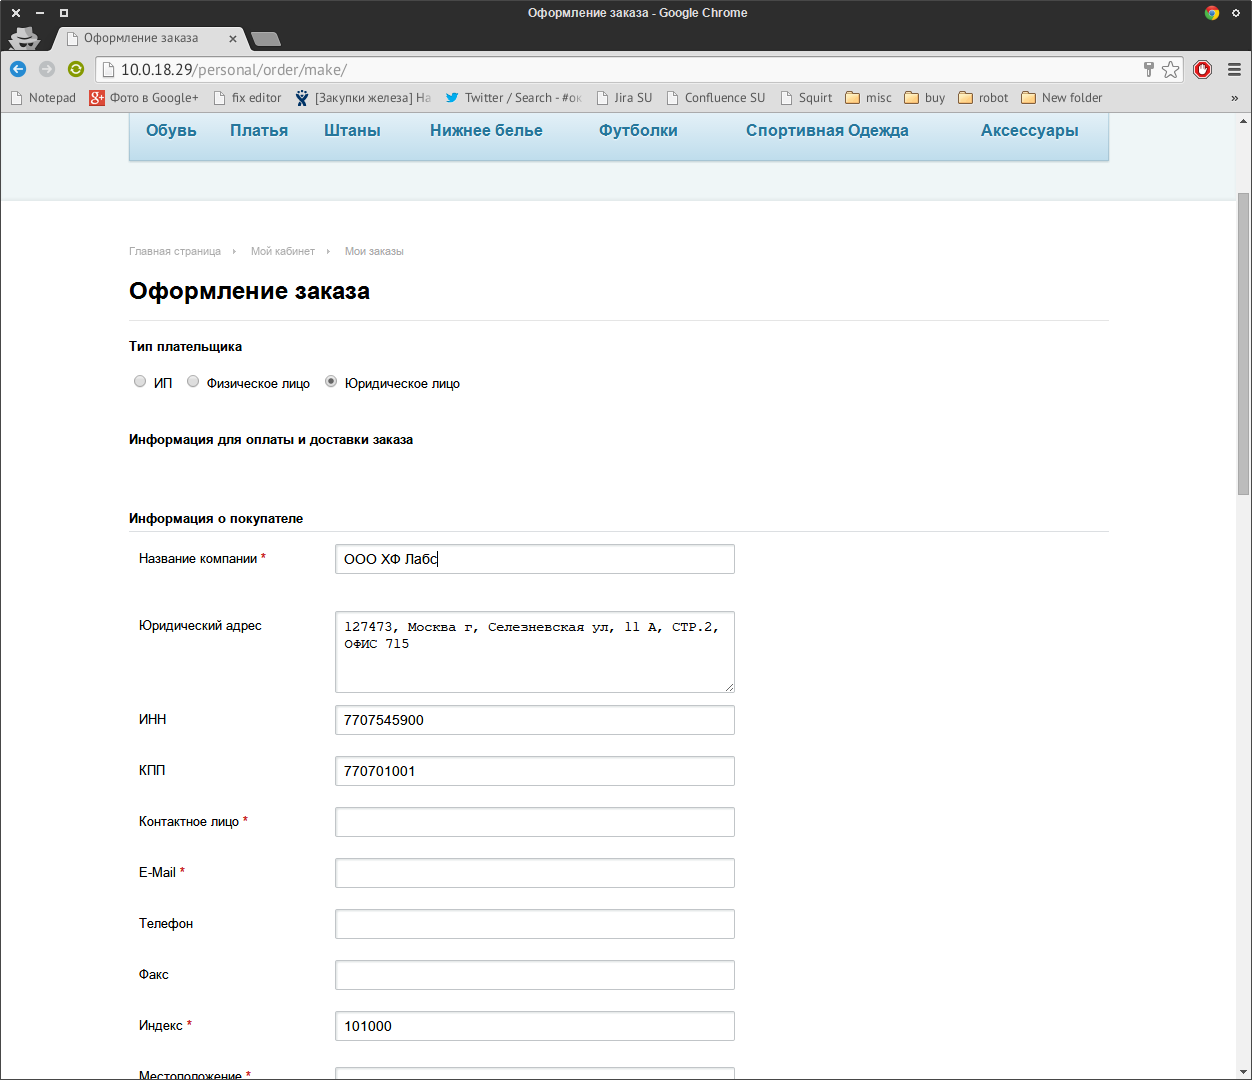 Оформление заказа - Google Chrome
Оформление заказа
10.0.18.29/personal/order/make/
Notepad
Фото в Google+
fix editor
[Закупки железа] На
Twitter / Search - #ок
Jira SU
Confluence SU
Squirt
misc
buy
robot
New folder
»
Обувь
Платья
Штаны
Нижнее белье
Футболки
Спортивная Одежда
Аксессуары
Главная страница
Мой кабинет
Мои заказы
Оформление заказа
Тип плательщика
ИП
Физическое лицо
Юридическое лицо
Информация для оплаты и доставки заказа
Информация о покупателе
Название компании *
ООО ХФ Лабс
Юридический адрес
127473, Москва г, Селезневская ул, 11 А, СТР.2,
ОФИС 715
ИНН
7707545900
КПП
770701001
Контактное лицо *
E-Mail *
Телефон
Факс
Индекс *
101000
Местоположение *